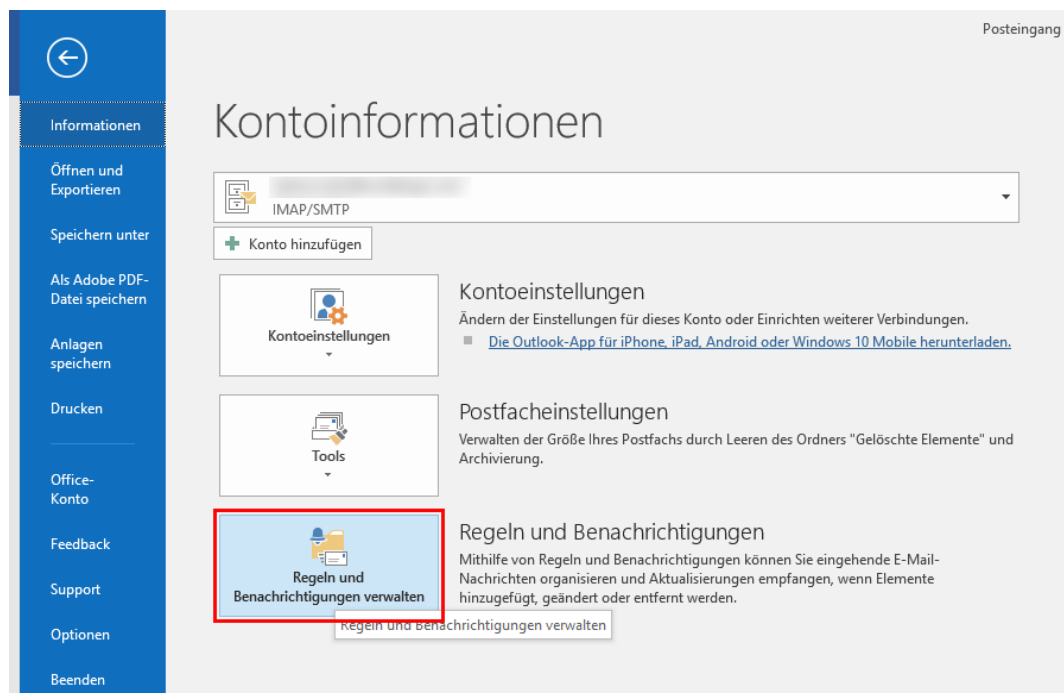 Posteingang
Informationen
Öffnen und
Exportieren
Speichern unter
Als Adobe PDF-
Datei speichern
Anlagen
speichern
Drucken
Office-
Konto
Feedback
Support
Optionen
Beenden
Kontoinformationen
IMAP/SMTP
Konto hinzufügen
Kontoeinstellungen
Kontoeinstellungen
Ändern der Einstellungen für dieses Konto oder Einrichten weiterer Verbindungen.
Die Outlook-App für iPhone, iPad, Android oder Windows 10 Mobile herunterladen.
Tools
Postfacheinstellungen
Verwalten der Größe Ihres Postfachs durch Leeren des Ordners "Gelöschte Elemente" und
Archivierung.
Regeln und
Benachrichtigungen verwalten
Regeln und Benachrichtigungen
Mithilfe von Regeln und Benachrichtigungen können Sie eingehende E-Mail-
Nachrichten organisieren und Aktualisierungen empfangen, wenn Elemente
hinzugefügt, geändert oder entfernt werden.
Regeln und Benachrichtigungen verwalten